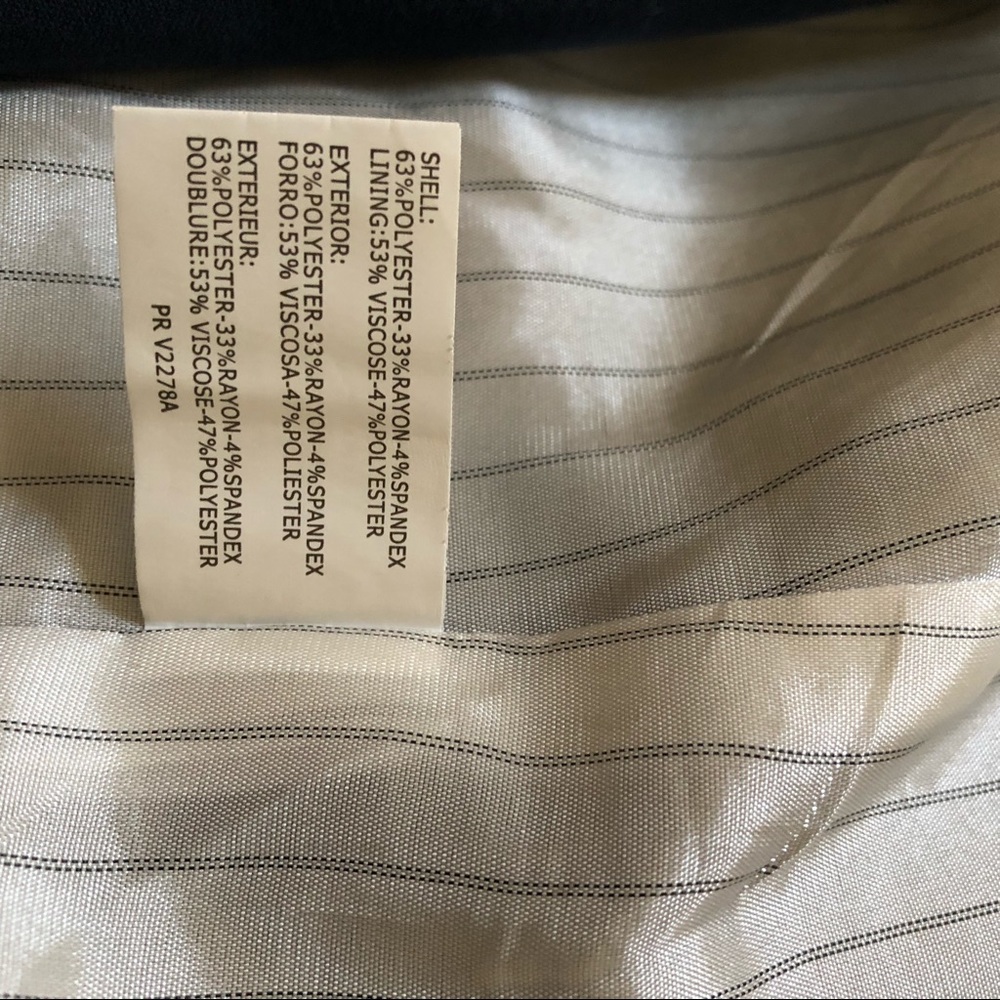 SHELL:
63%POLYESTER-33%RAYON-4%SPANDEX
LINING:53% VISCOSE-47%POLYESTER
EXTERIOR:
63%POLYESTER-33%RAYON-4%SPANDEX
FORRO:53% VISCOSA-47%POLIESTER
EXTERIEUR:
63%POLYESTER-33%RAYON-4%SPANDEX
DOUBLURE:53% VISCOSE-47%POLYESTER
PR V2278A